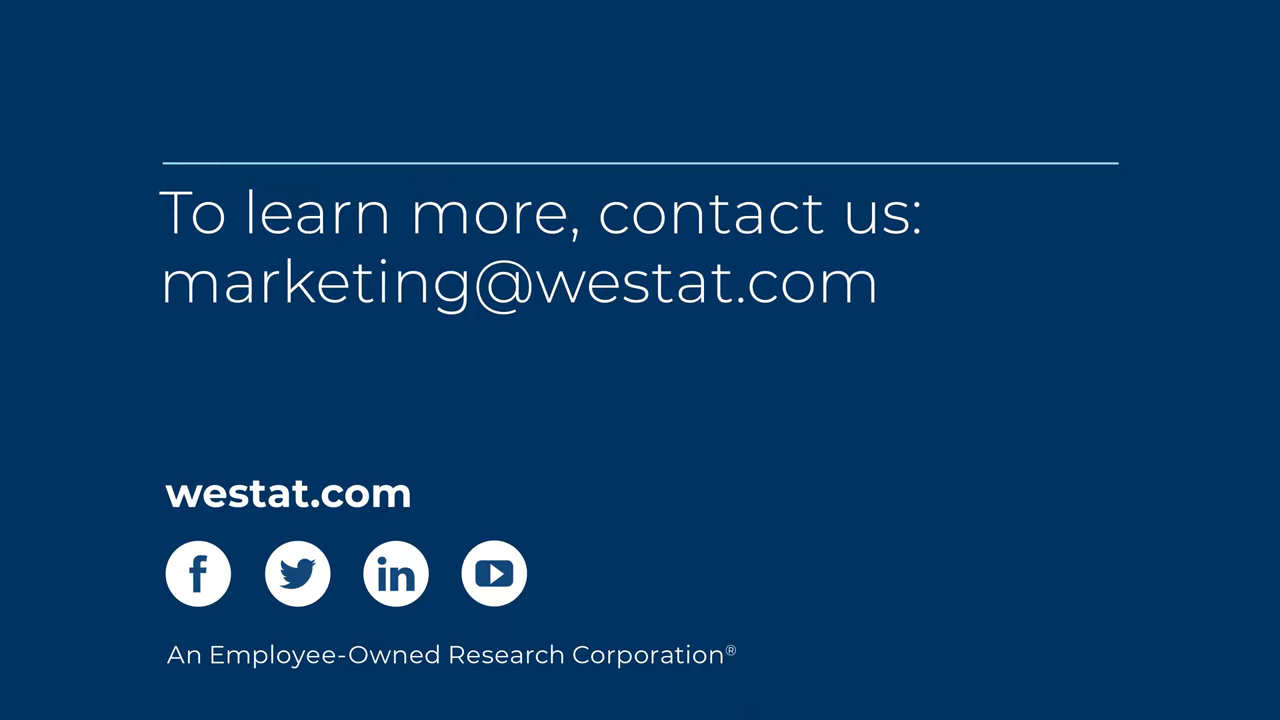 To learn more, contact us:
marketing@westat.com
westat.com
An Employee-Owned Research Corporation®